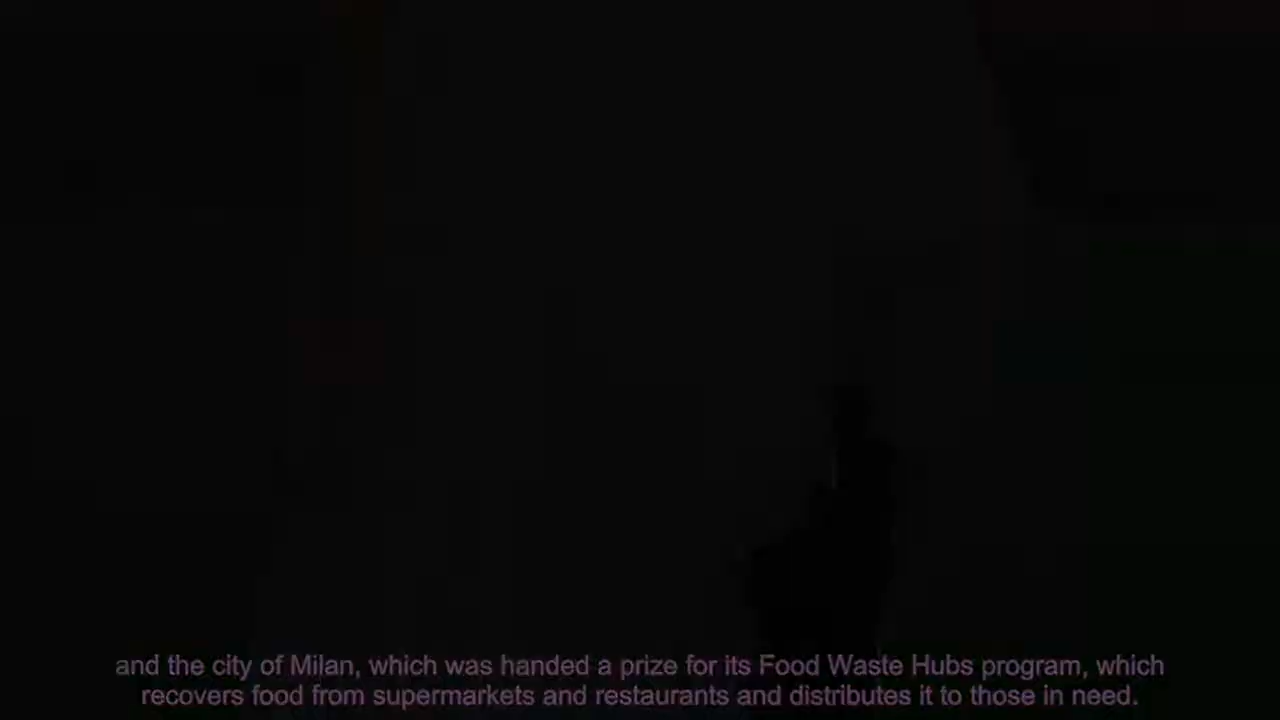 and the city of Milan, which was handed a prize for its Food Waste Hubs program, which
recovers food from supermarkets and restaurants and distributes it to those in need.